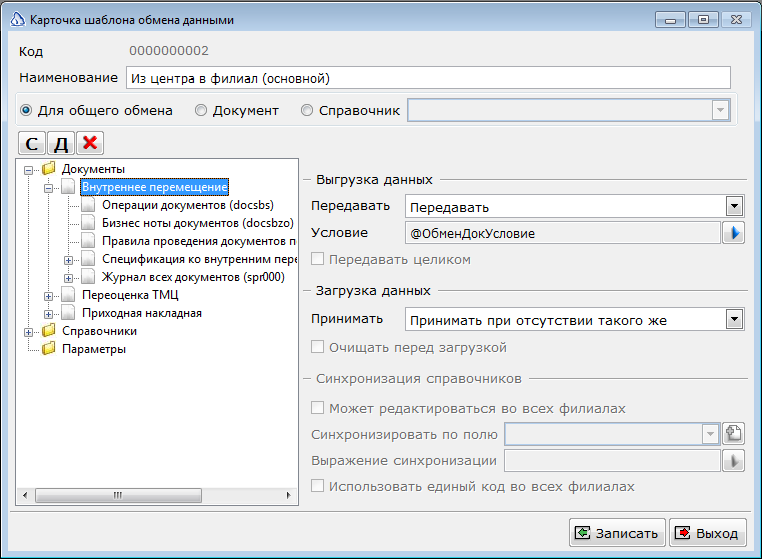 Карточка шаблона обмена данными
Код 0000000002
Наименование Из центра в филиал (основной)
Для общего обмена Документ Справочник
С Д
Документы
Внутреннее перемещение
Операции документов (docsbs)
Бизнес ноты документов (docsbzo)
Правила проведения документов п
Спецификация ко внутренним пере
Журнал всех документов (spr000)
Переоценка ТМЦ
Приходная накладная
Справочники
Параметры
Выгрузка данных
Передавать Передавать
Условие @ОбменДокУсловие
Передавать целиком
Загрузка данных
Принимать Принимать при отсутствии такого же
Очищать перед загрузкой
Синхронизация справочников
Может редактироваться во всех филиалах
Синхронизировать по полю
Выражение синхронизации
Использовать единый код во всех филиалах
Записать Выход